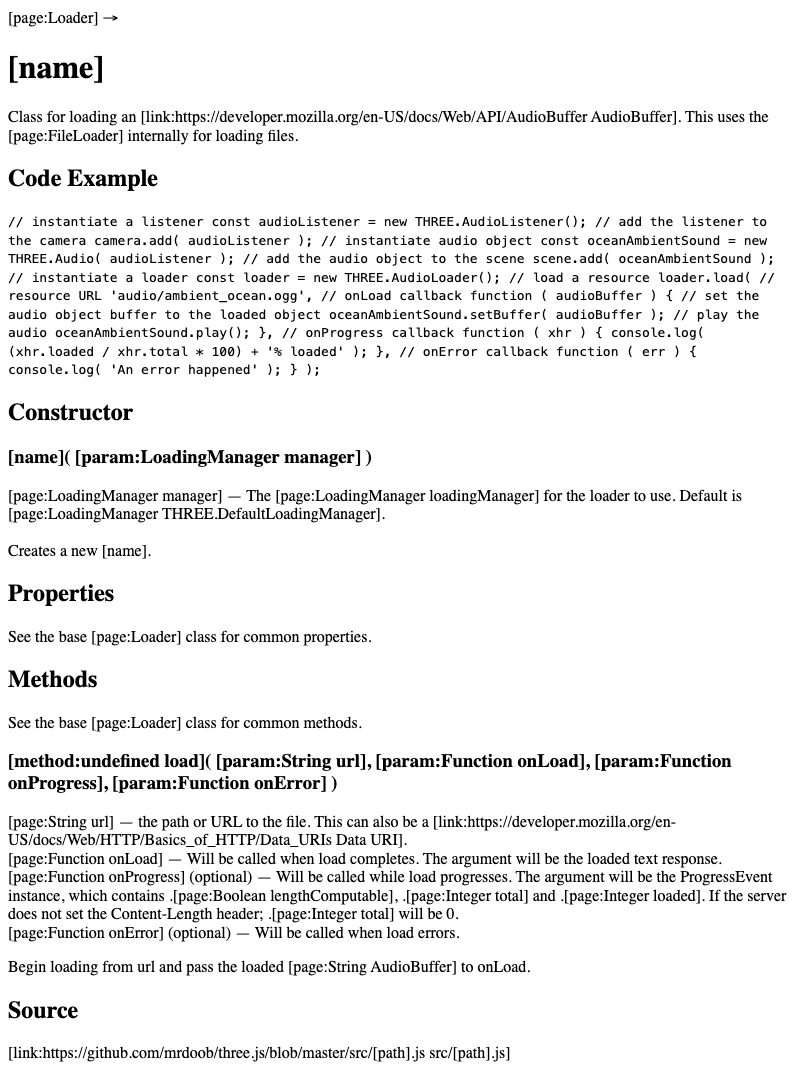 [page:Loader] →
[name]
Class for loading an [link:https://developer.mozilla.org/en-US/docs/Web/API/AudioBuffer AudioBuffer]. This uses the
[page:FileLoader] internally for loading files.
Code Example
// instantiate a listener const audioListener = new THREE.AudioListener(); // add the listener to
the camera camera.add( audioListener ); // instantiate audio object const oceanAmbientSound = new
THREE.Audio( audioListener ); // add the audio object to the scene scene.add( oceanAmbientSound );
// instantiate a loader const loader = new THREE.AudioLoader(); // load a resource loader.load( //
resource URL 'audio/ambient_ocean.ogg', // onLoad callback function ( audioBuffer ) { // set the
audio object buffer to the loaded object oceanAmbientSound.setBuffer( audioBuffer ); // play the
audio oceanAmbientSound.play(); }, // onProgress callback function ( xhr ) { console.log(
(xhr.loaded / xhr.total * 100) + '% loaded' ); }, // onError callback function ( err ) {
console.log( 'An error happened' ); } );
Constructor
[name]( [param:LoadingManager manager] )
[page:LoadingManager manager] — The [page:LoadingManager loadingManager] for the loader to use. Default is
[page:LoadingManager THREE.DefaultLoadingManager].
Creates a new [name].
Properties
See the base [page:Loader] class for common properties.
Methods
See the base [page:Loader] class for common methods.
[method:undefined load]( [param:String url], [param:Function onLoad], [param:Function
onProgress], [param:Function onError] )
[page:String url] — the path or URL to the file. This can also be a [link:https://developer.mozilla.org/en-
US/docs/Web/HTTP/Basics_of_HTTP/Data_URIs Data URI].
[page:Function onLoad] — Will be called when load completes. The argument will be the loaded text response.
[page:Function onProgress] (optional) — Will be called while load progresses. The argument will be the ProgressEvent
instance, which contains .[page:Boolean lengthComputable], .[page:Integer total] and .[page:Integer loaded]. If the server
does not set the Content-Length header; .[page:Integer total] will be 0.
[page:Function onError] (optional) — Will be called when load errors.
Begin loading from url and pass the loaded [page:String AudioBuffer] to onLoad.
Source
[link:https://github.com/mrdoob/three.js/blob/master/src/[path].js src/[path].js]